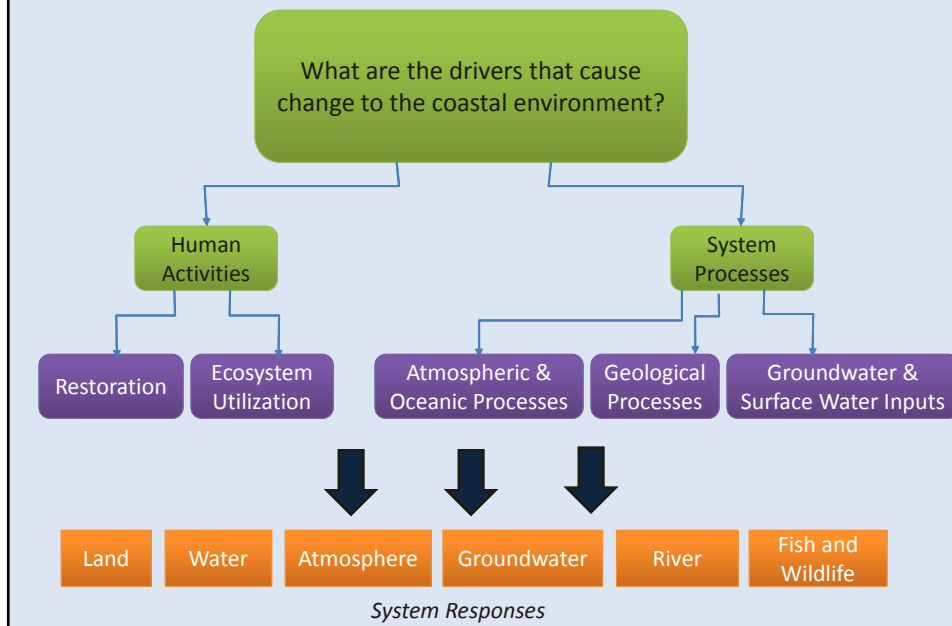 What are the drivers that cause
change to the coastal environment?
Human
Activities
System
Processes
Restoration
Ecosystem
Utilization
Atmospheric &
Oceanic Processes
Geological
Processes
Groundwater &
Surface Water Inputs
Land
Water
Atmosphere
Groundwater
River
Fish and
Wildlife
System Responses